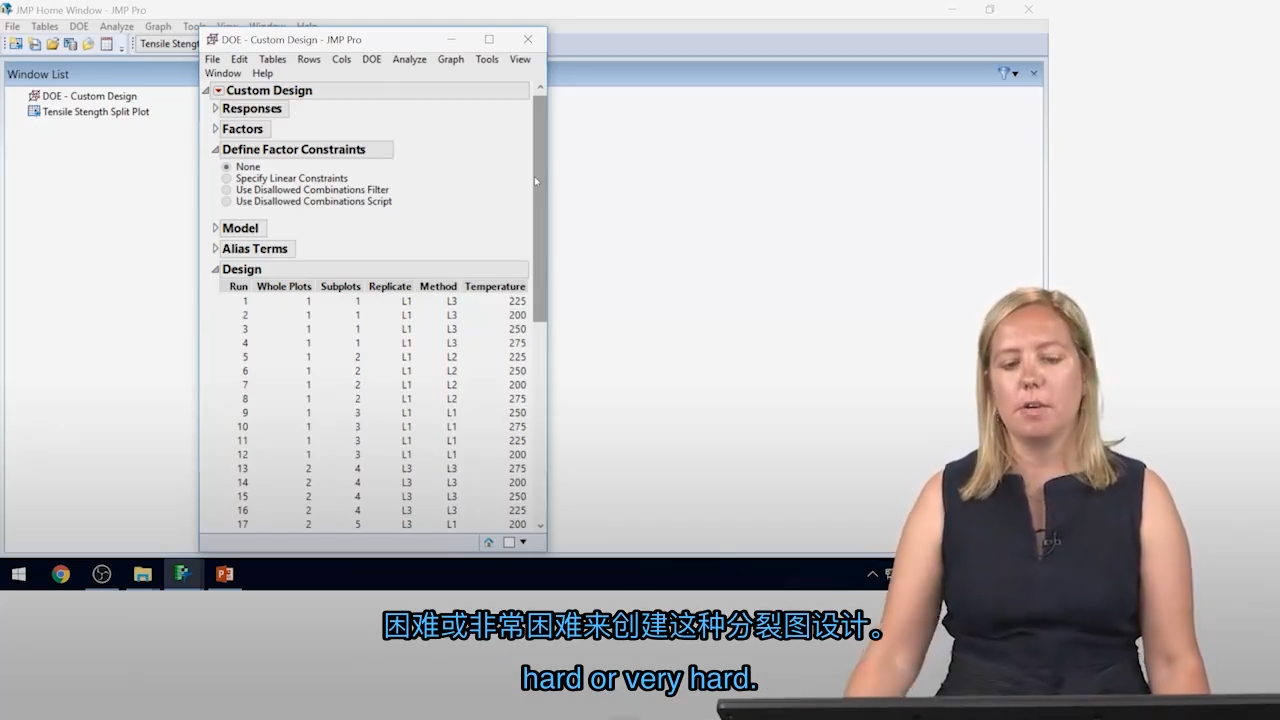 JMP Home Window - JMP Pro
File Tables DOE Analyze Graph Tools View Window Help
Tensile Strengt
DOE - Custom Design - JMP Pro
File Edit Tables Rows Cols DOE Analyze Graph Tools View
Window Help
Window List
DOE - Custom Design
Tensile Stength Split Plot
Custom Design
Responses
Factors
Define Factor Constraints
None
Specify Linear Constraints
Use Disallowed Combinations Filter
Use Disallowed Combinations Script
Model
Alias Terms
Design
Run Whole Plots Subplots Replicate Method Temperature
1 1 1 L1 L3 225
2 1 1 L1 L3 200
3 1 1 L1 L3 250
4 1 1 L1 L3 275
5 1 2 L1 L2 225
6 1 2 L1 L2 250
7 1 2 L1 L2 200
8 1 2 L1 L2 275
9 1 3 L1 L1 250
10 1 3 L1 L1 275
11 1 3 L1 L1 225
12 1 3 L1 L1 200
13 2 4 L3 L3 275
14 2 4 L3 L3 200
15 2 4 L3 L3 250
16 2 4 L3 L3 225
17 2 5 L3 L1 200
困难或非常困难来创建这种分裂图设计。
hard or very hard.